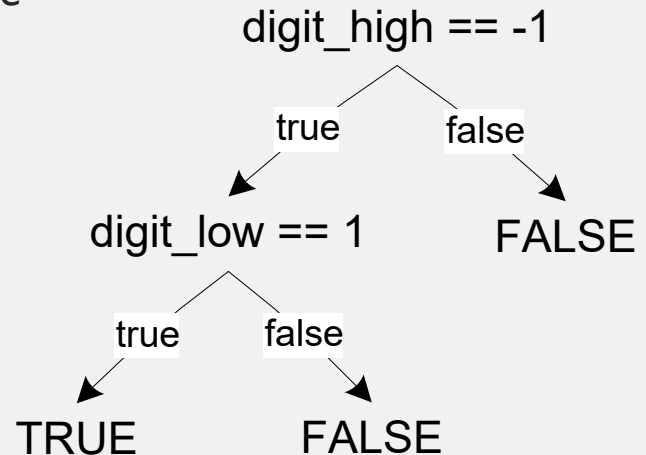 digit_high == -1
true
false
digit_low == 1
FALSE
true
false
TRUE
FALSE